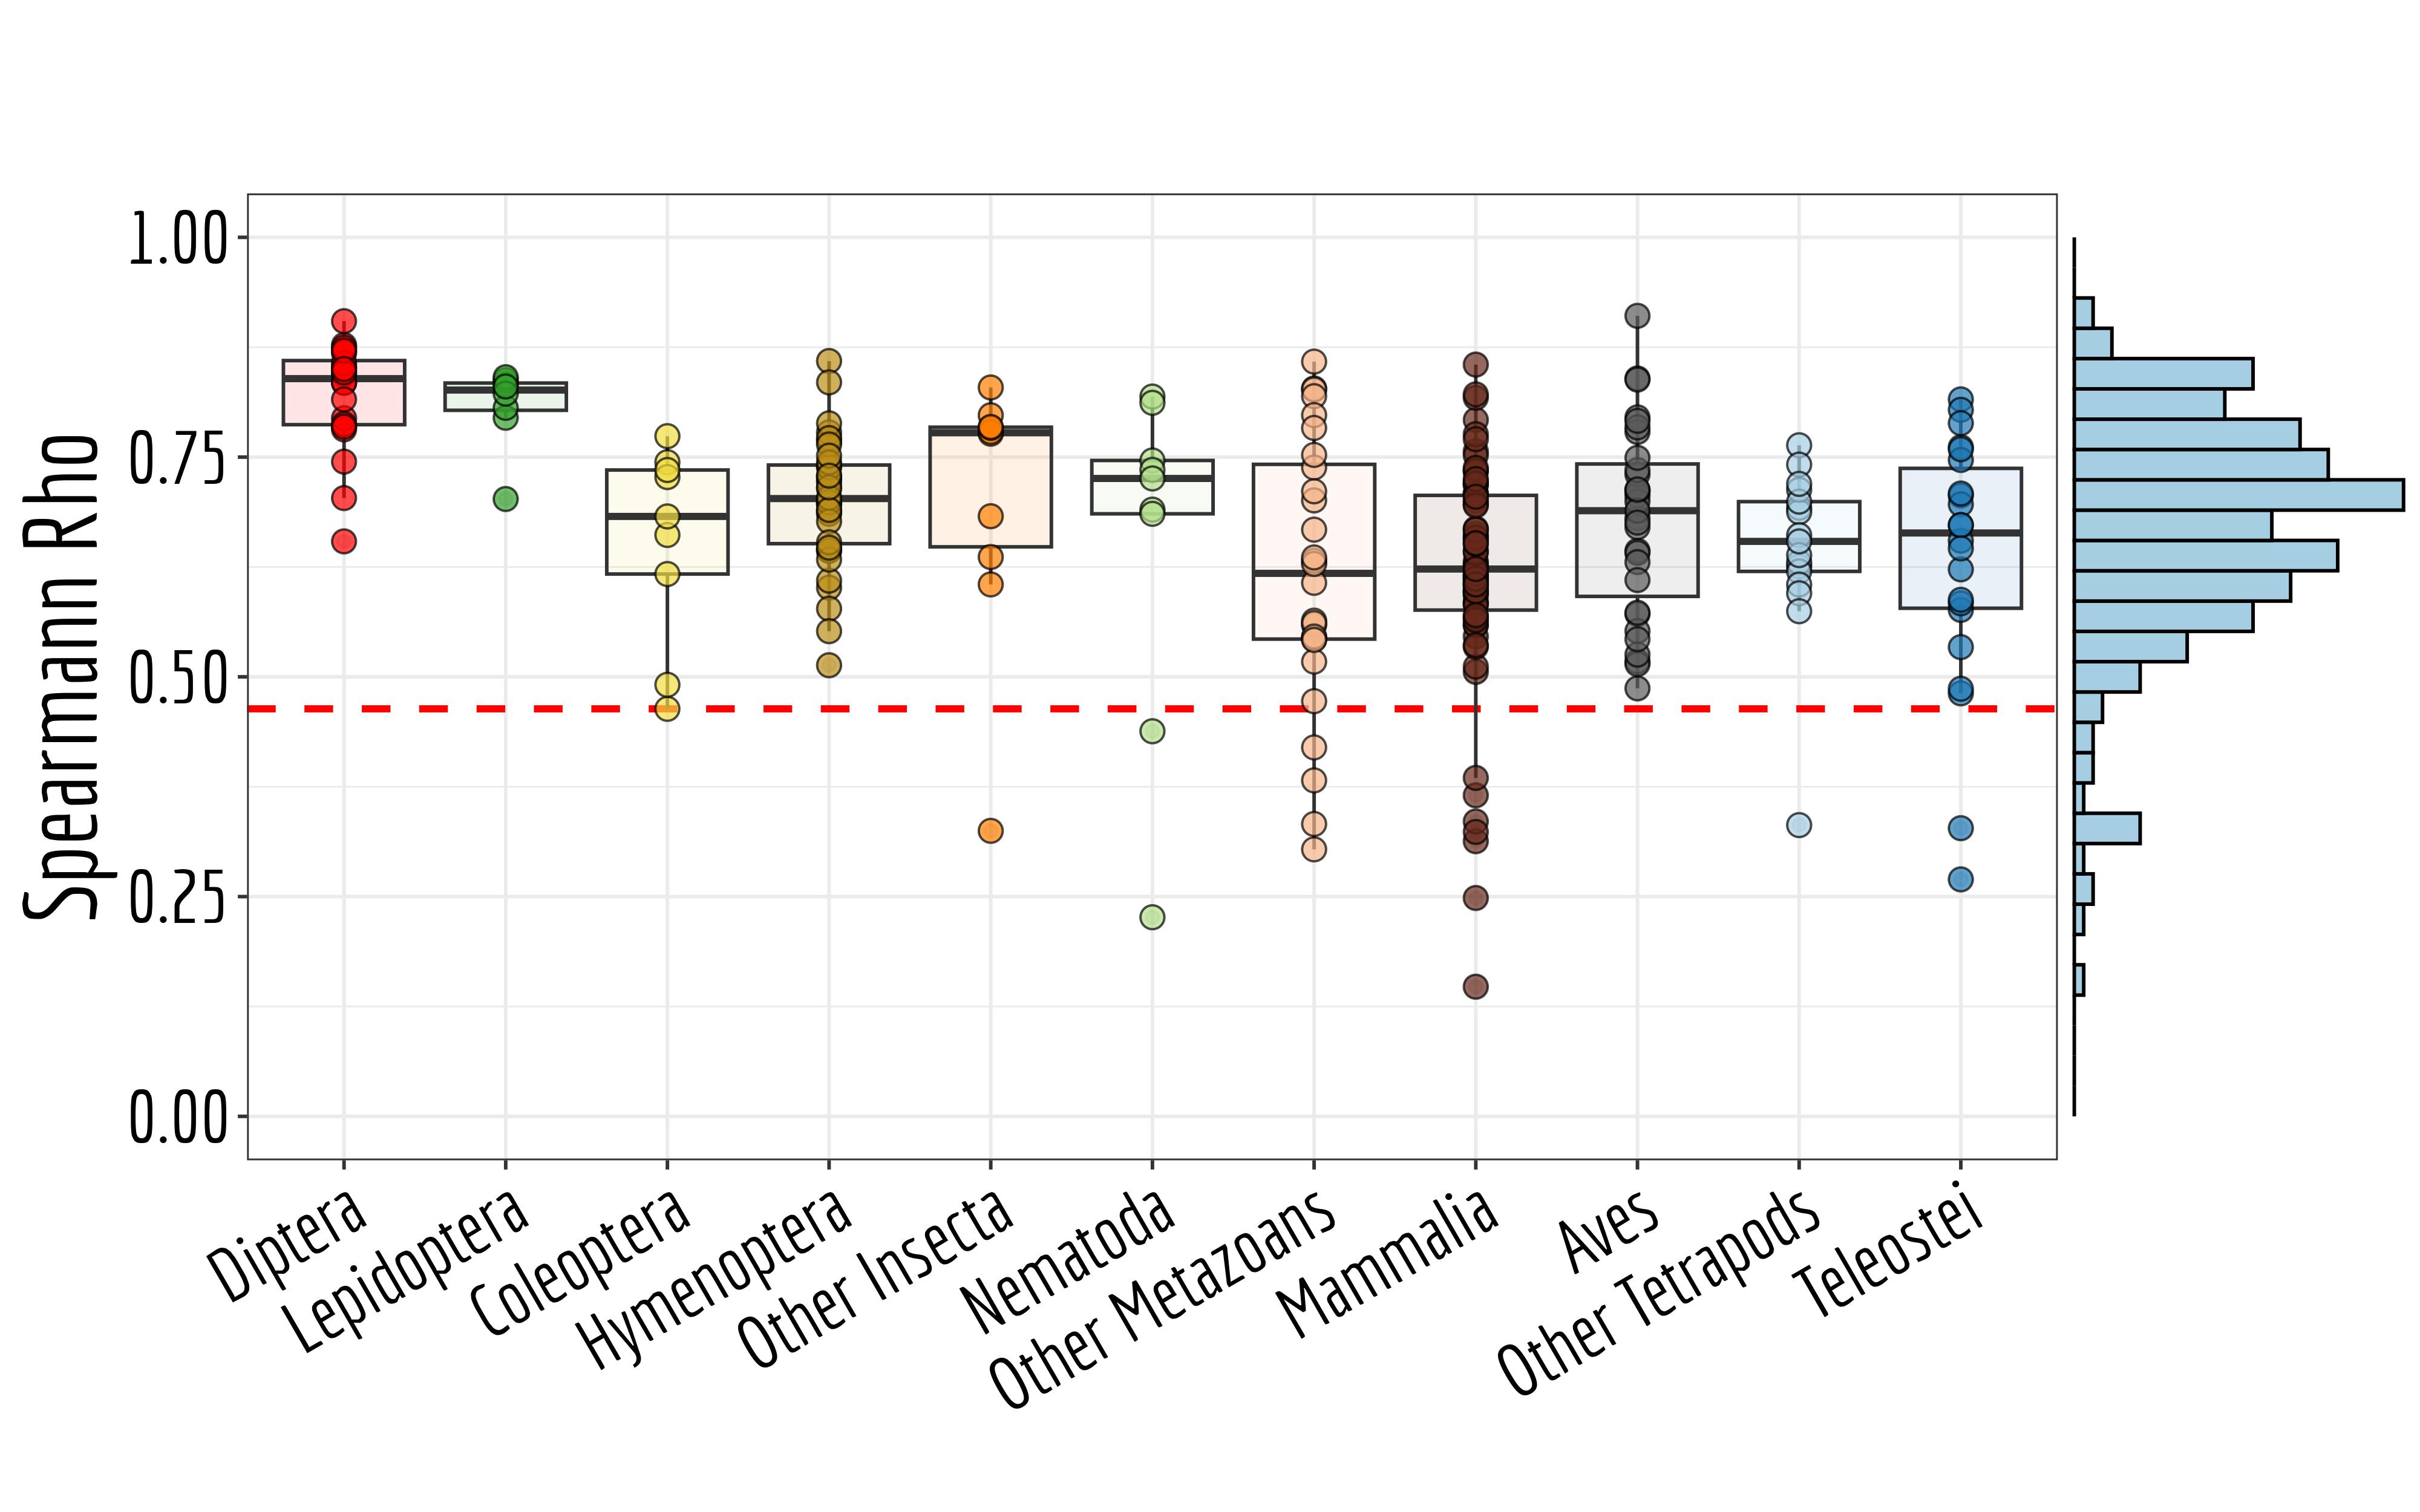 Spearmann Rho
1.00
0.75
0.50
0.25
0.00
Diptera
Lepidoptera
Coleoptera
Hymenoptera
Other Insecta
Nematoda
Other Metazoans
Mammalia
Aves
Other Tetrapods
Teleostei